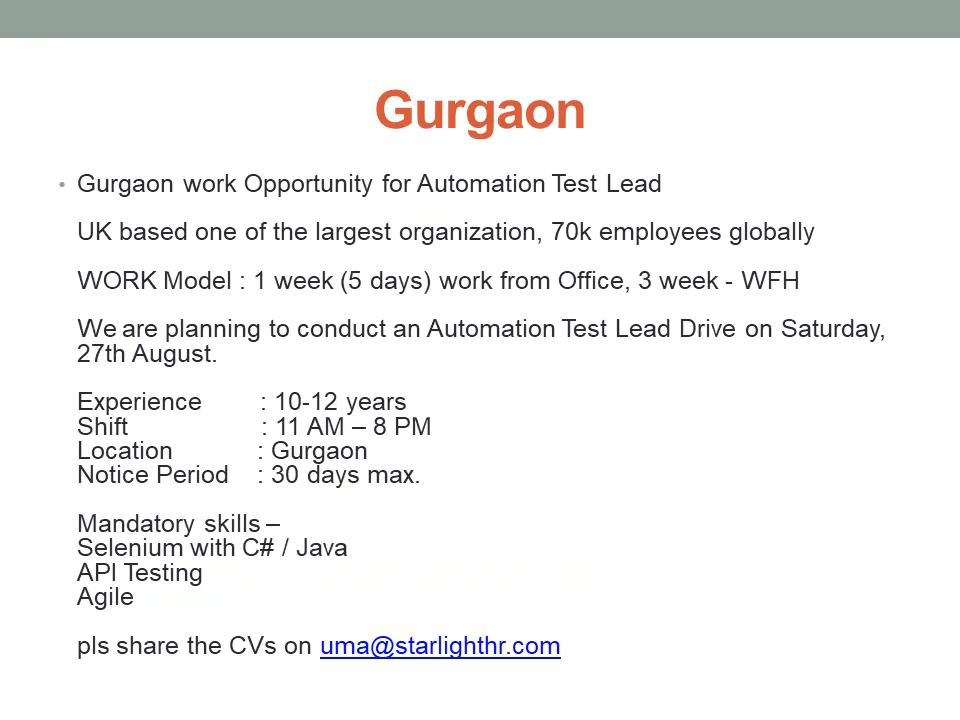 Gurgaon
• Gurgaon work Opportunity for Automation Test Lead
UK based one of the largest organization, 70k employees globally
WORK Model : 1 week (5 days) work from Office, 3 week - WFH
We are planning to conduct an Automation Test Lead Drive on Saturday,
27th August.
Experience : 10-12 years
Shift : 11 AM – 8 PM
Location : Gurgaon
Notice Period : 30 days max.
Mandatory skills –
Selenium with C# / Java
API Testing
Agile
pls share the CVs on uma@starlighthr.com